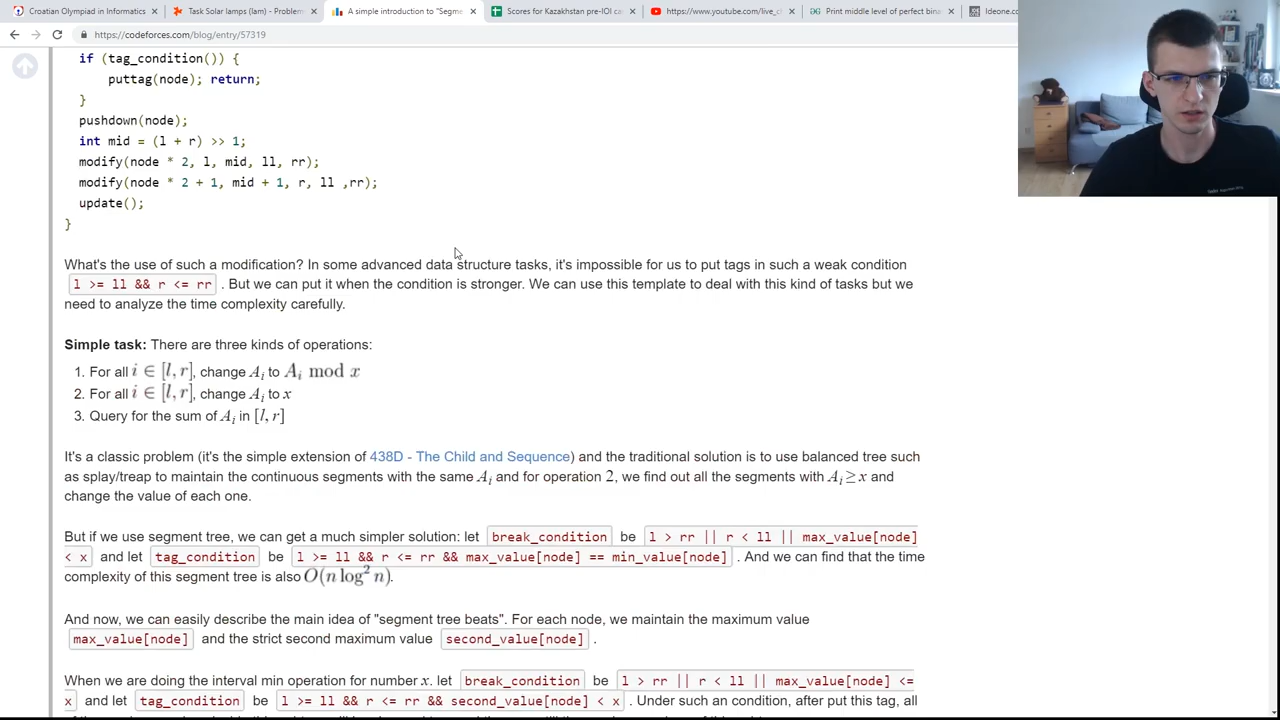 Croatian Olympiad in Informatics
Task Solar lamps (lam) - Problem
A simple introduction to "Segme
Scores for Kazakhstan pre-IOI ca
https://www.youtube.com/live_c
Print middle level of perfect bina
Ideone.co
https://codeforces.com/blog/entry/57319
if (tag_condition()) {
puttag(node); return;
}
pushdown(node);
int mid = (l + r) >> 1;
modify(node * 2, l, mid, ll, rr);
modify(node * 2 + 1, mid + 1, r, ll ,rr);
update();
}
What's the use of such a modification? In some advanced data structure tasks, it's impossible for us to put tags in such a weak condition
l >= ll && r <= rr . But we can put it when the condition is stronger. We can use this template to deal with this kind of tasks but we
need to analyze the time complexity carefully.
Simple task: There are three kinds of operations:
1. For all i ∈ [l, r], change Ai to Ai mod x
2. For all i ∈ [l, r], change Ai to x
3. Query for the sum of Ai in [l, r]
It's a classic problem (it's the simple extension of 438D - The Child and Sequence) and the traditional solution is to use balanced tree such
as splay/treap to maintain the continuous segments with the same Ai and for operation 2, we find out all the segments with Ai ≥ x and
change the value of each one.
But if we use segment tree, we can get a much simpler solution: let break_condition be l > rr || r < ll || max_value[node]
< x and let tag_condition be l >= ll && r <= rr && max_value[node] == min_value[node] . And we can find that the time
complexity of this segment tree is also O(n log² n).
And now, we can easily describe the main idea of "segment tree beats". For each node, we maintain the maximum value
max_value[node] and the strict second maximum value second_value[node] .
When we are doing the interval min operation for number x. let break_condition be l > rr || r < ll || max_value[node] <=
x and let tag_condition be l >= ll && r <= rr && second_value[node] < x . Under such an condition, after put this tag, all